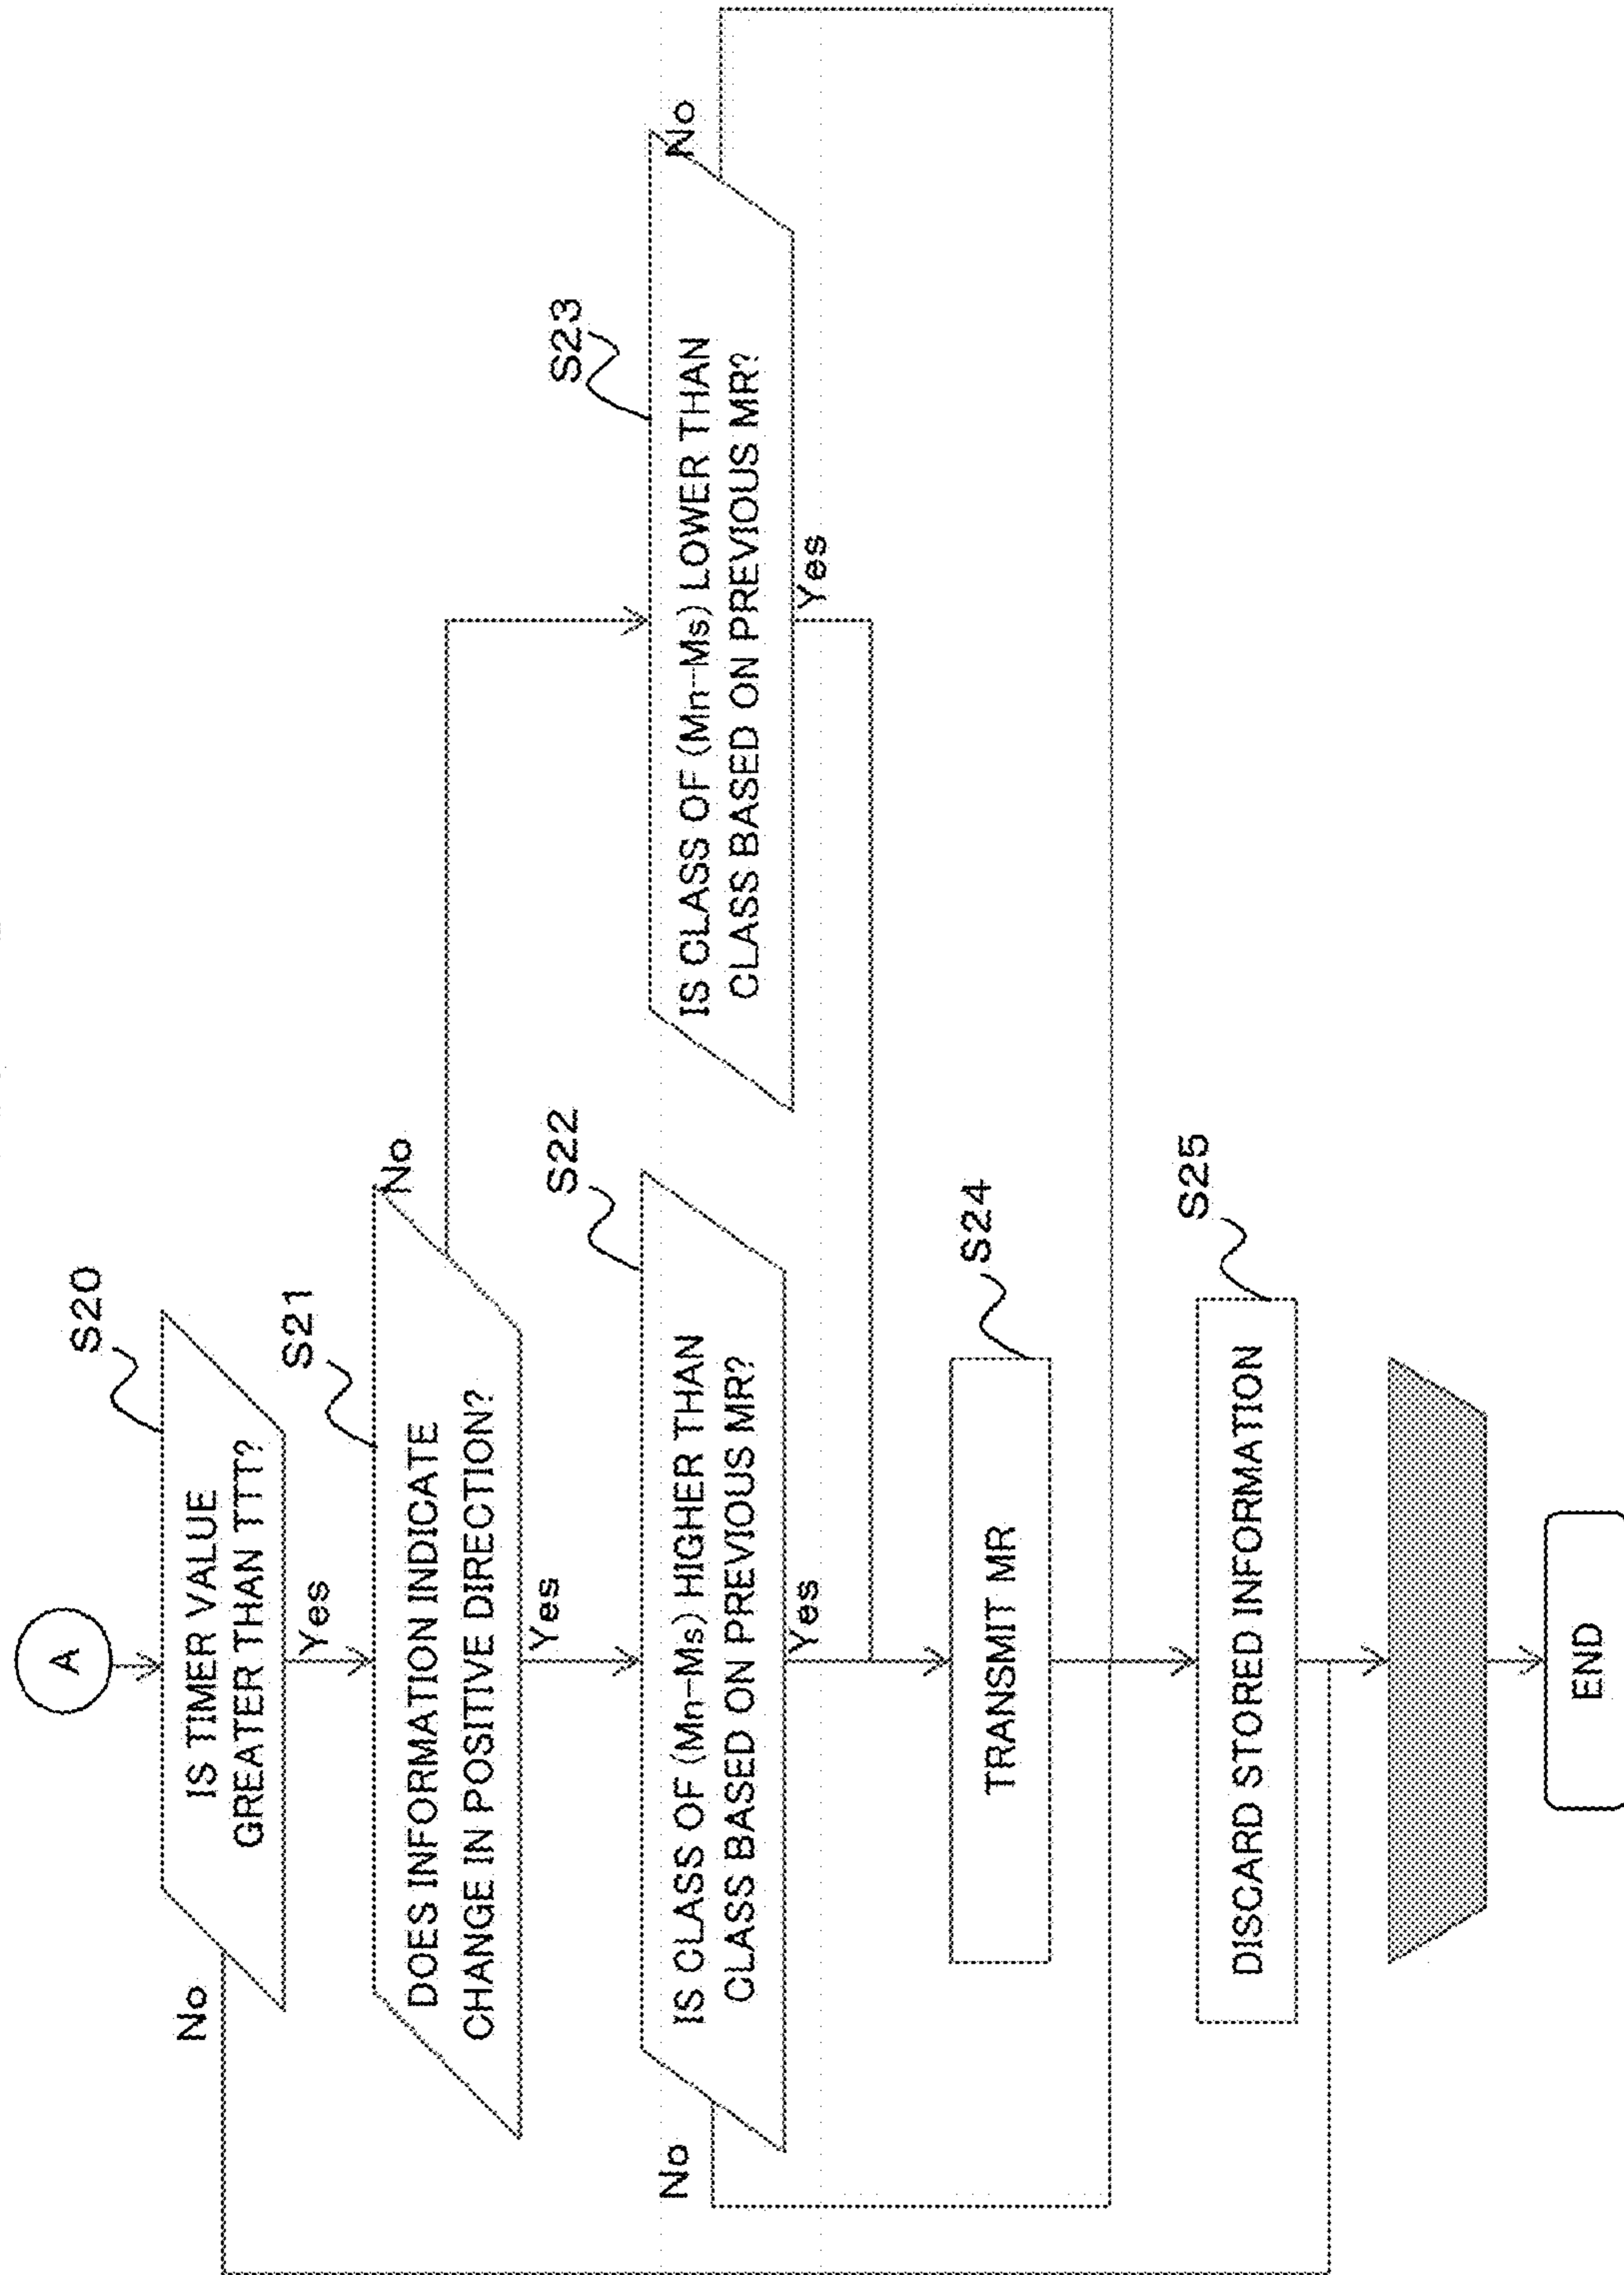 A
S20
IS TIMER VALUE
GREATER THAN TTT?
No
Yes
S21
DOES INFORMATION INDICATE
CHANGE IN POSITIVE DIRECTION?
No
Yes
S22
IS CLASS OF (Mn-Ms) HIGHER THAN
CLASS BASED ON PREVIOUS MR?
No
Yes
S23
IS CLASS OF (Mn-Ms) LOWER THAN
CLASS BASED ON PREVIOUS MR?
No
Yes
S24
TRANSMIT MR
S25
DISCARD STORED INFORMATION
END